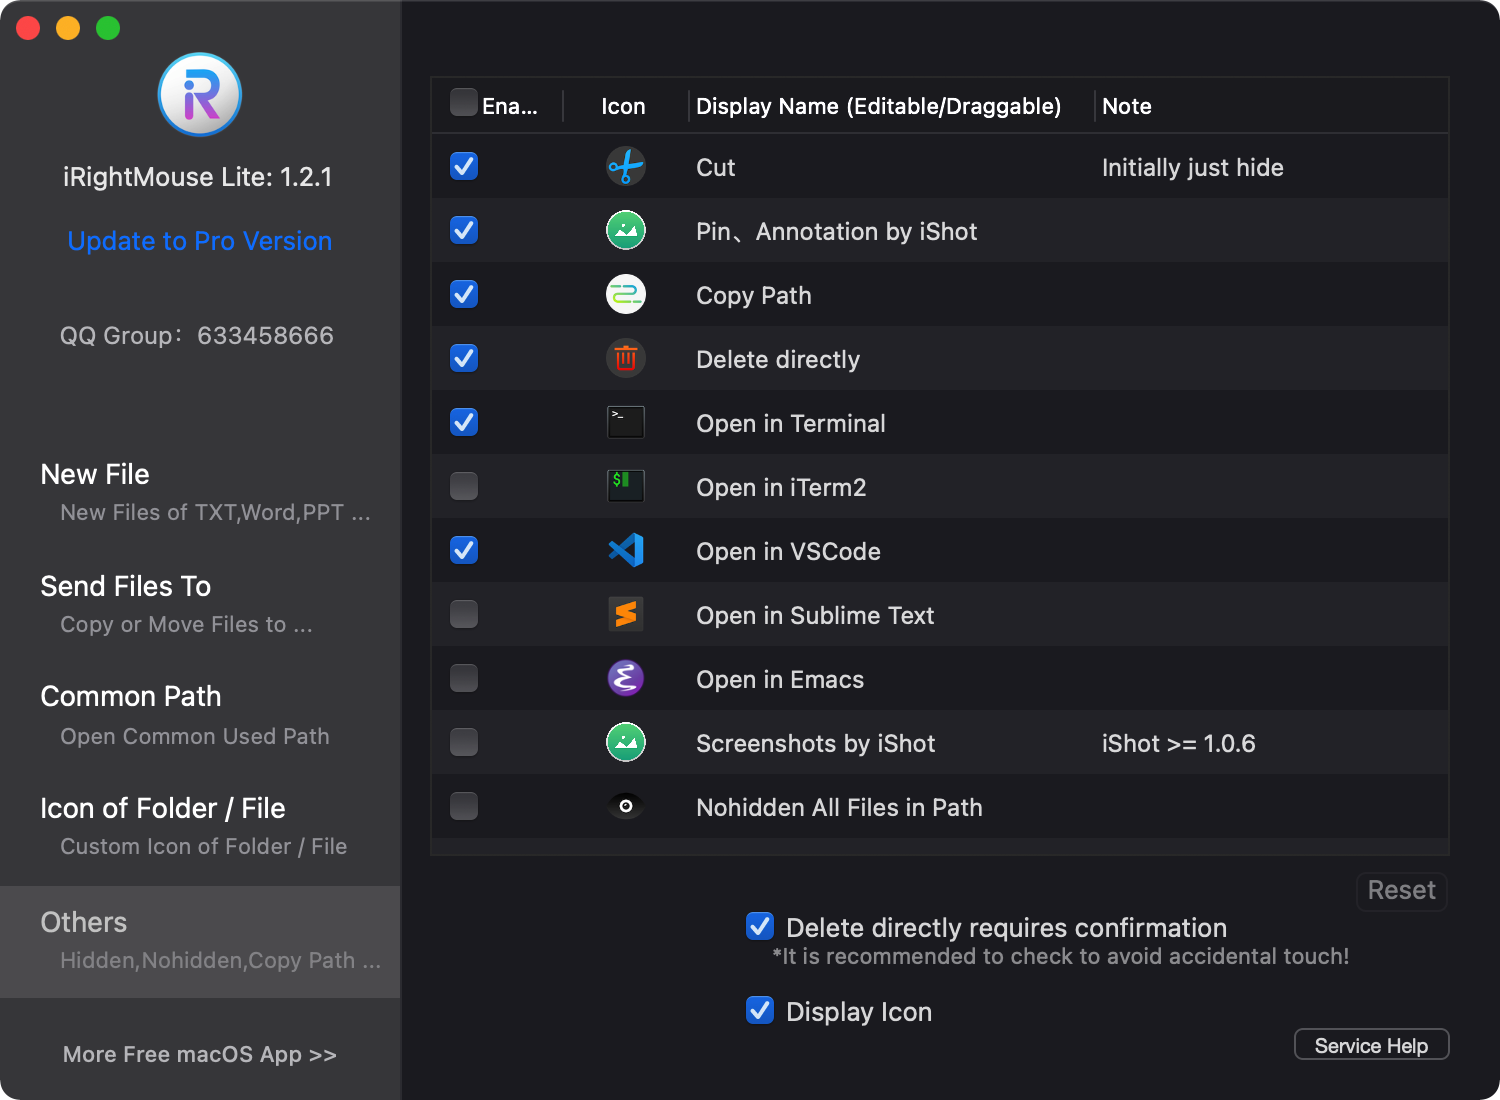 iR
iRightMouse Lite: 1.2.1
Update to Pro Version
QQ Group：633458666
New File
New Files of TXT,Word,PPT ...
Send Files To
Copy or Move Files to ...
Common Path
Open Common Used Path
Icon of Folder / File
Custom Icon of Folder / File
Others
Hidden,Nohidden,Copy Path ...
More Free macOS App >>
Ena... Icon Display Name (Editable/Draggable) Note
Cut Initially just hide
Pin、Annotation by iShot
Copy Path
Delete directly
>_ Open in Terminal
$ Open in iTerm2
Open in VSCode
Open in Sublime Text
Open in Emacs
Screenshots by iShot iShot >= 1.0.6
Nohidden All Files in Path
Reset
Delete directly requires confirmation
*It is recommended to check to avoid accidental touch!
Display Icon
Service Help